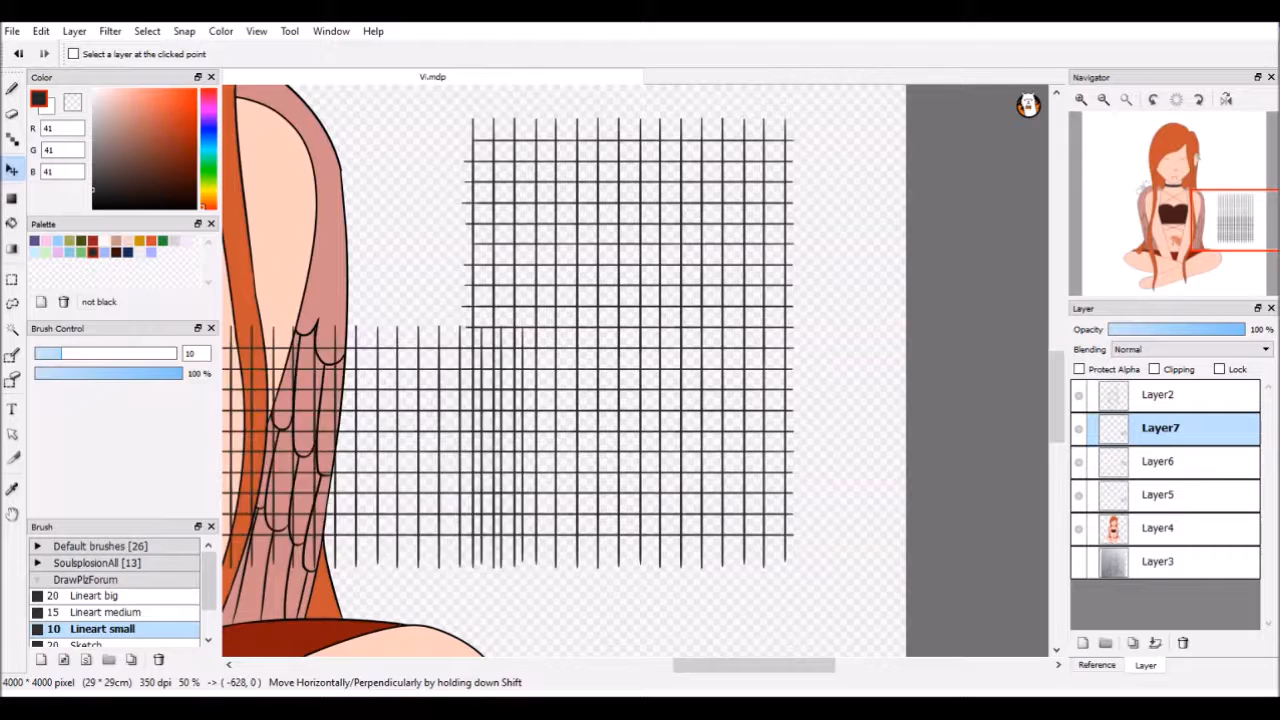 File Edit Layer Filter Select Snap Color View Tool Window Help
Select a layer at the clicked point
Color
Vi.mdp
Navigator
R 41
G 41
B 41
Palette
not black
Brush Control
10
100 %
Brush
Default brushes [26]
SoulsplosionAll [13]
DrawPlzForum
20 Lineart big
15 Lineart medium
10 Lineart small
20 Sketch
Layer
Opacity 100 %
Blending Normal
Protect Alpha Clipping Lock
Layer2
Layer7
Layer6
Layer5
Layer4
Layer3
Reference Layer
4000 * 4000 pixel (29 * 29cm) 350 dpi 50 % -> ( -628, 0 ) Move Horizontally/Perpendicularly by holding down Shift